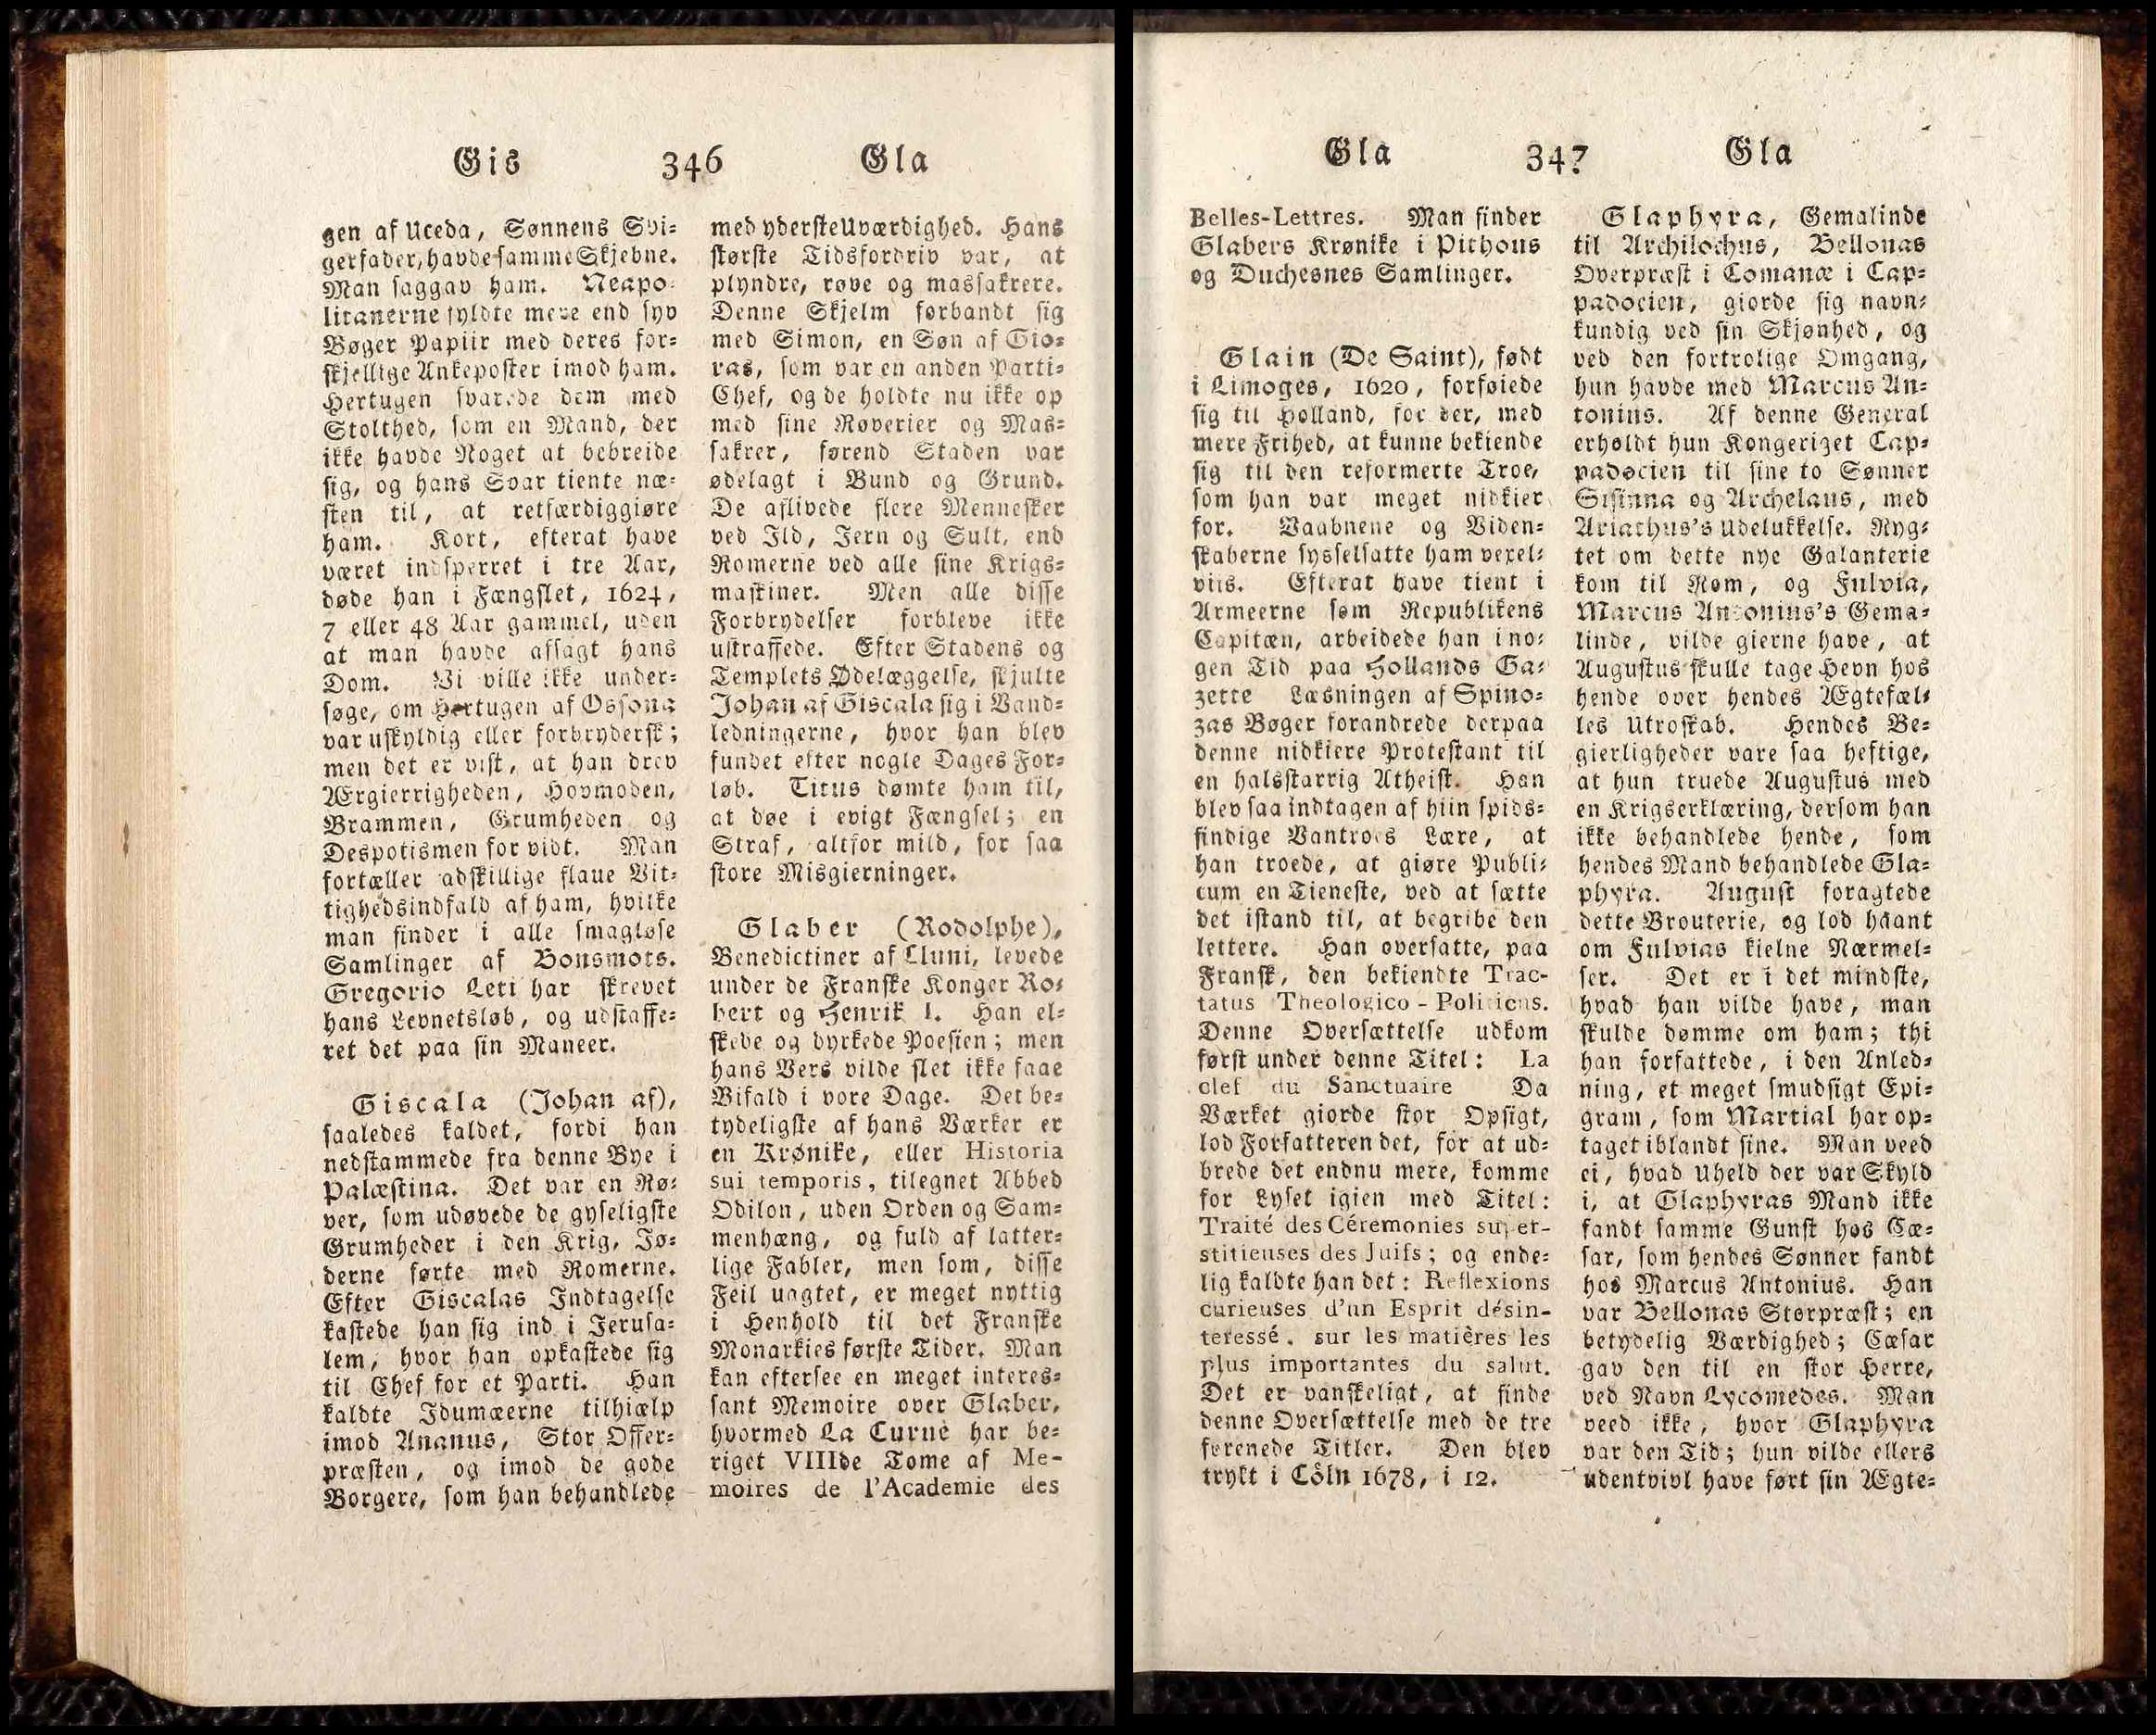 Gis 346 Gla
gen af Uceda, Sønnens Svi-
gerfader, havde samme Skjebne.
Man saggav ham. Neapo-
litanerne fyldte mere end syv
Bøger Papiir med deres for-
skjellige Ankeposter imod ham.
Hertugen svarede dem med
Stolthed, som en Mand, der
ikke havde Noget at bebreide
sig, og hans Svar tiente næ-
sten til, at retfærdiggiøre
ham. Kort, efterat have
været indsperret i tre Aar,
døde han i Fængslet, 1624,
7 eller 48 Aar gammel, uden
at man havde afsagt hans
Dom. Vi ville ikke under-
søge, om Hertugen af Ossona
var uskyldig eller forbrydersk;
men det er vist, at han drev
Ærgierrigheden, Hovmoden,
Brammen, Grumheden og
Despotismen for vidt. Man
fortæller adskillige flaue Vit-
tighedsindfald af ham, hvilke
man finder i alle smagløse
Samlinger af Bonsmots.
Gregorio Leti har skrevet
hans Levnetsløb, og udstaffe-
ret det paa sin Maneer.
Giscala (Johan af),
saaledes kaldet, fordi han
nedstammede fra denne Bye i
Palæstina. Det var en Rø-
ver, som udøvede de gyseligste
Grumheder i den Krig, Jø-
derne førte med Romerne.
Efter Giscalas Indtagelse
kastede han sig ind i Jerusa-
lem, hvor han opkastede sig
til Chef for et Parti. Han
kaldte Idumæerne tilhiælp
imod Ananus, Stor Offer-
præsten, og imod de gode
Borgere, som han behandlede
med yderste Uværdighed. Hans
største Tidsfordriv var, at
plyndre, røve og massakrere.
Denne Skjelm forbandt sig
med Simon, en Søn af Gio-
ras, som var en anden Parti-
Chef, og de holdte nu ikke op
med sine Røverier og Mas-
sakrer, førend Staden var
ødelagt i Bund og Grund.
De aflivede flere Mennesker
ved Ild, Jern og Sult, end
Romerne ved alle sine Krigs-
maskiner. Men alle disse
Forbrydelser forbleve ikke
ustraffede. Efter Stadens og
Templets Ødelæggelse, skjulte
Johan af Giscala sig i Vand-
ledningerne, hvor han blev
fundet efter nogle Dages For-
løb. Titus dømte ham til,
at døe i evigt Fængsel; en
Straf, altfor mild, for saa
store Misgierninger.
Glaber (Rodolphe),
Benedictiner af Cluni, levede
under de Franske Konger Ro-
bert og Henrik I. Han el-
skede og dyrkede Poesien; men
hans Vers vilde slet ikke faae
Bifald i vore Dage. Det be-
tydeligste af hans Værker er
en Krønike, eller Historia
sui temporis, tilegnet Abbed
Odilon, uden Orden og Sam-
menhæng, og fuld af latter-
lige Fabler, men som, disse
Feil uagtet, er meget nyttig
i Henhold til det Franske
Monarkies første Tider. Man
kan eftersee en meget interes-
sant Memoire over Glaber,
hvormed La Curne har be-
riget VIIIde Tome af Me-
moires de l'Academie des
Gla 347 Gla
Belles-Lettres. Man finder
Glabers Krønike i Pithous
og Duchesnes Samlinger.
Glain (De Saint), født
i Limoges, 1620, forføiede
sig til Holland, for der, med
mere Frihed, at kunne bekiende
sig til den reformerte Troe,
som han var meget nidkier
for. Vaabnene og Viden-
skaberne sysselsatte ham vexel-
viis. Efterat have tient i
Armeerne som Republikens
Capitæn, arbeidede han i no-
gen Tid paa Hollands Ga-
zette Læsningen af Spino-
zas Bøger forandrede derpaa
denne nidkiere Protestant til
en halsstarrig Atheist. Han
blev saa indtagen af hiin spids-
findige Vantroes Lære, at
han troede, at giøre Publi-
cum en Tieneste, ved at sætte
det istand til, at begribe den
lettere. Han oversatte, paa
Fransk, den bekiendte Trac-
tatus Theologico-Politicus.
Denne Oversættelse udkom
først under denne Titel: La
clef du Sanctuaire Da
Værket giorde stor Opsigt,
lod Forfatteren det, for at ud-
brede det endnu mere, komme
for Lyset igien med Titel:
Traité des Céremonies super-
stitieuses des Juifs; og ende-
lig kaldte han det: Reflexions
curieuses d'un Esprit désin-
teressé, sur les matières les
plus importantes du salut.
Det er vanskeligt, at finde
denne Oversættelse med de tre
forenede Titler. Den blev
trykt i Cöln 1678, i 12.
Glaphyra, Gemalinde
til Archilochus, Bellonas
Overpræst i Comanæ i Cap-
padocien, giorde sig navn-
kundig ved sin Skjønhed, og
ved den fortrolige Omgang,
hun havde med Marcus An-
tonius. Af denne General
erholdt hun Kongeriget Cap-
padocien til sine to Sønner
Sisinna og Archelaus, med
Ariathus's Udelukkelse. Ryg-
tet om dette nye Galanterie
kom til Rom, og Fulvia,
Marcus Antonius's Gema-
linde, vilde gierne have, at
Augustus skulle tage Hevn hos
hende over hendes Ægtefæl-
les Utroskab. Hendes Be-
gierligheder vare saa heftige,
at hun truede Augustus med
en Krigserklæring, dersom han
ikke behandlede hende, som
hendes Mand behandlede Gla-
phyra. August foragtede
dette Brouterie, og lod haant
om Fulvias kielne Nærmel-
ser. Det er i det mindste,
hvad han vilde have, man
skulde dømme om ham; thi
han forfattede, i den Anled-
ning, et meget smudsigt Epi-
gram, som Martial har op-
taget iblandt sine. Man veed
ei, hvad Uheld der var Skyld
i, at Glaphyras Mand ikke
fandt samme Gunst hos Cæ-
sar, som hendes Sønner fandt
hos Marcus Antonius. Han
var Bellonas Storpræst; en
betydelig Værdighed; Cæsar
gav den til en stor Herre,
ved Navn Lycomedes. Man
veed ikke, hvor Glaphyra
var den Tid; hun vilde ellers
udentvivl have ført sin Ægte-